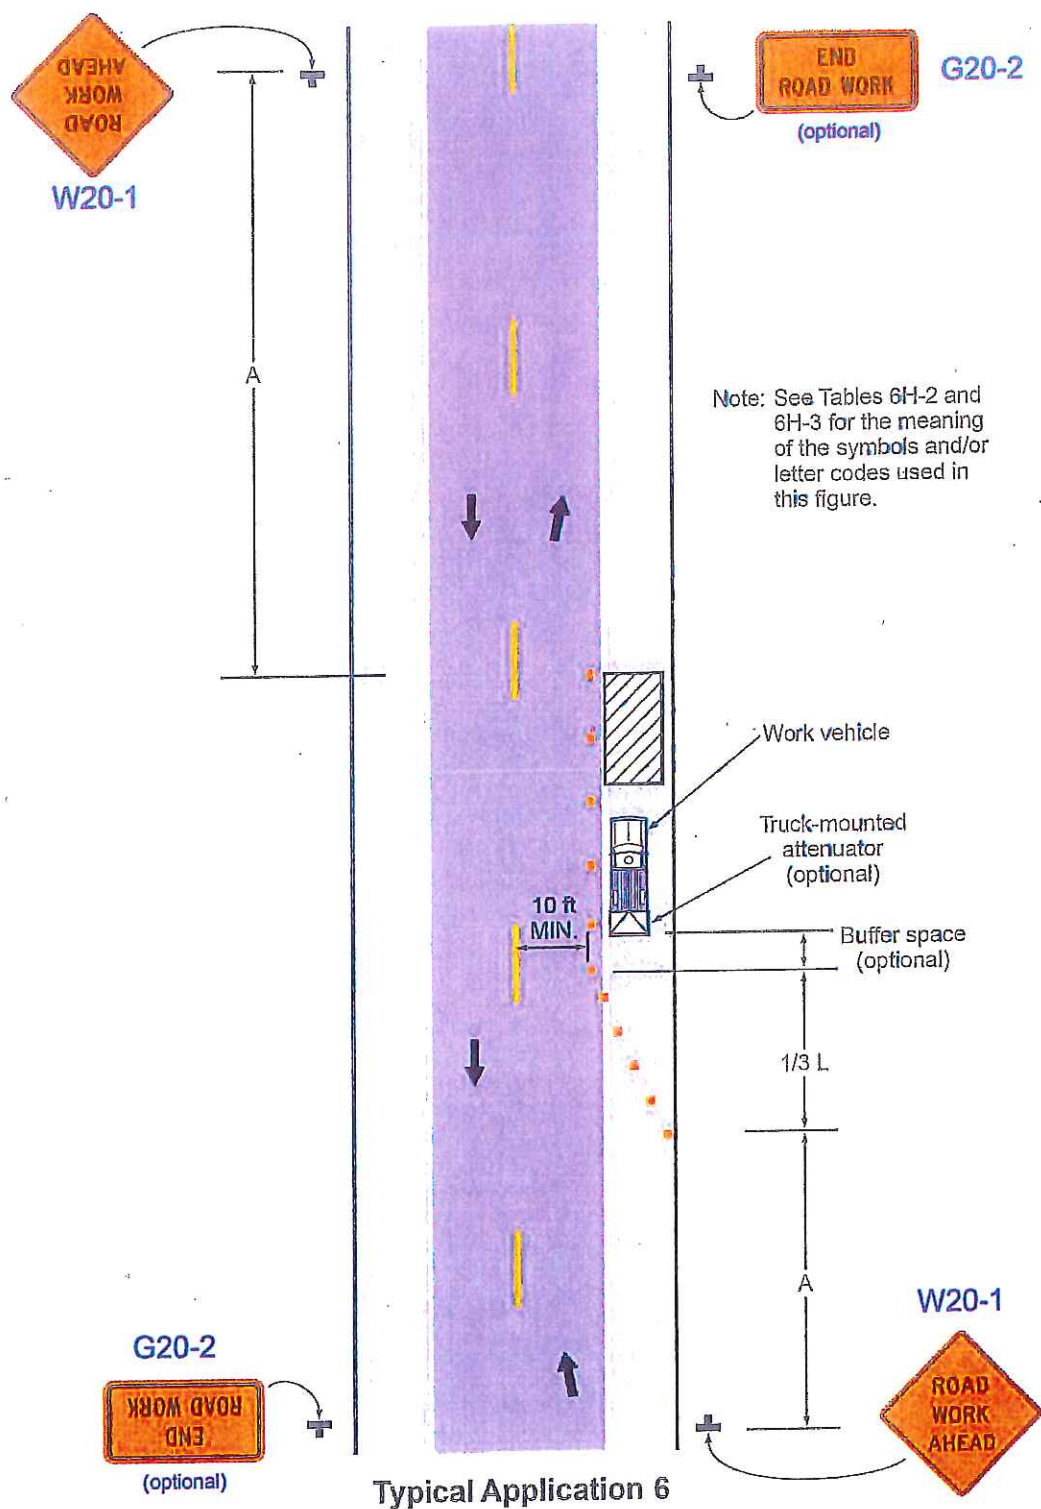 ROAD
WORK
AHEAD
W20-1
END
ROAD WORK
(optional)
G20-2
A
Note: See Tables 6H-2 and
6H-3 for the meaning
of the symbols and/or
letter codes used in
this figure.
Work vehicle
Truck-mounted
attenuator
(optional)
10 ft
MIN.
Buffer space
(optional)
1/3 L
A
W20-1
ROAD
WORK
AHEAD
G20-2
END
ROAD WORK
(optional)
Typical Application 6